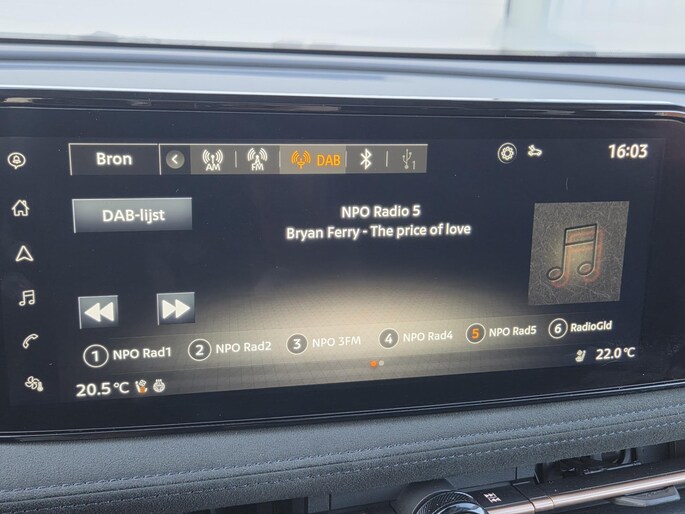 Bron AM FM DAB 1 16:03
DAB-lijst
NPO Radio 5
Bryan Ferry - The price of love
1 NPO Rad1 2 NPO Rad2 3 NPO 3FM 4 NPO Rad4 5 NPO Rad5 6 RadioGld
20.5°C 22.0°C